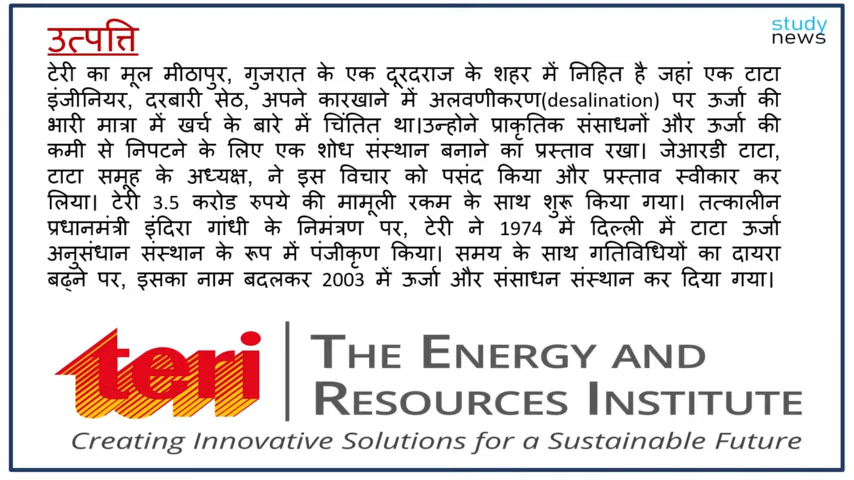 उत्पत्ति
study
news
टेरी का मूल मीठापुर, गुजरात के एक दूरदराज के शहर में निहित है जहां एक टाटा
इंजीनियर, दरबारी सेठ, अपने कारखाने में अलवणीकरण(desalination) पर ऊर्जा की
भारी मात्रा में खर्च के बारे में चिंतित था।उन्होने प्राकृतिक संसाधनों और ऊर्जा की
कमी से निपटने के लिए एक शोध संस्थान बनाने का प्रस्ताव रखा। जेआरडी टाटा,
टाटा समूह के अध्यक्ष, ने इस विचार को पसंद किया और प्रस्ताव स्वीकार कर
लिया। टेरी 3.5 करोड रुपये की मामूली रकम के साथ शुरू किया गया। तत्कालीन
प्रधानमंत्री इंदिरा गांधी के निमंत्रण पर, टेरी ने 1974 में दिल्ली में टाटा ऊर्जा
अनुसंधान संस्थान के रूप में पंजीकृण किया। समय के साथ गतिविधियों का दायरा
बढ्ने पर, इसका नाम बदलकर 2003 में ऊर्जा और संसाधन संस्थान कर दिया गया।
teri
THE ENERGY AND
RESOURCES INSTITUTE
Creating Innovative Solutions for a Sustainable Future